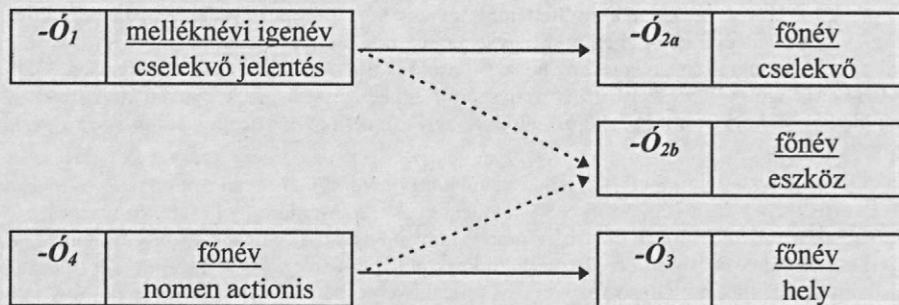 -Ó1 melléknévi igenév
cselekvő jelentés
-Ó2a főnév
cselekvő
-Ó2b főnév
eszköz
-Ó4 főnév
nomen actionis
-Ó3 főnév
hely